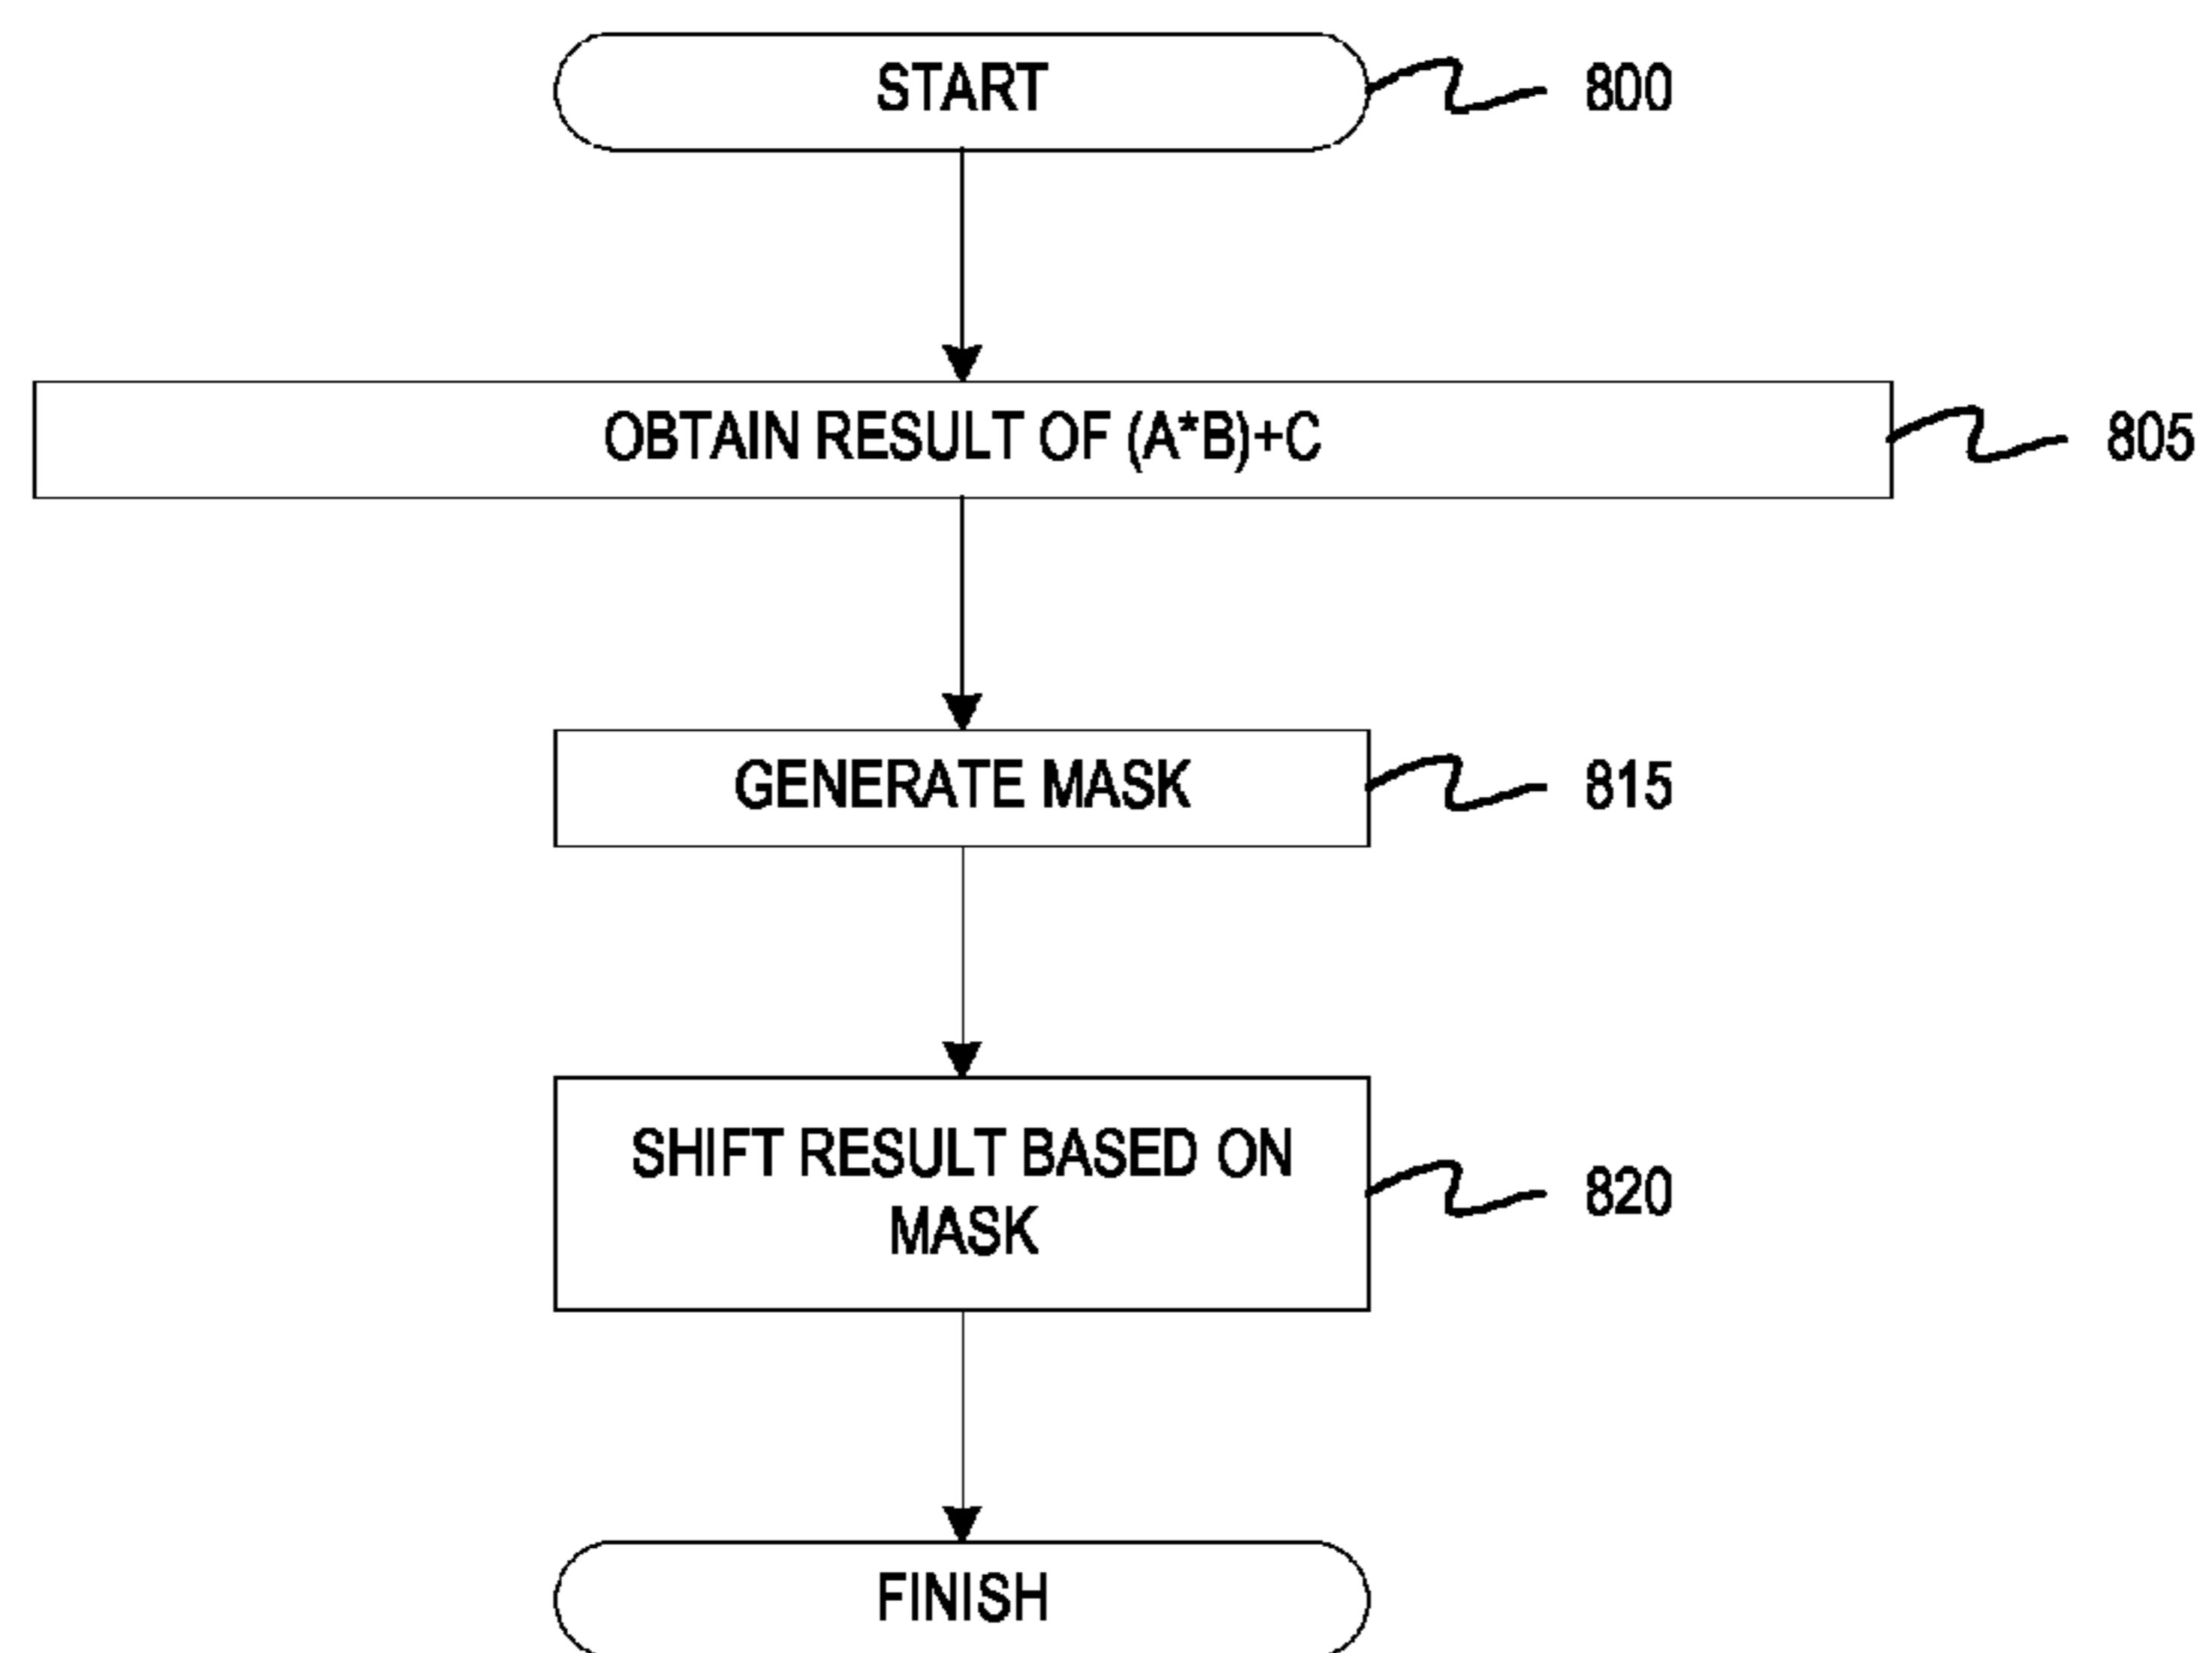 START
800
OBTAIN RESULT OF (A*B)+C
805
GENERATE MASK
815
SHIFT RESULT BASED ON
MASK
820
FINISH